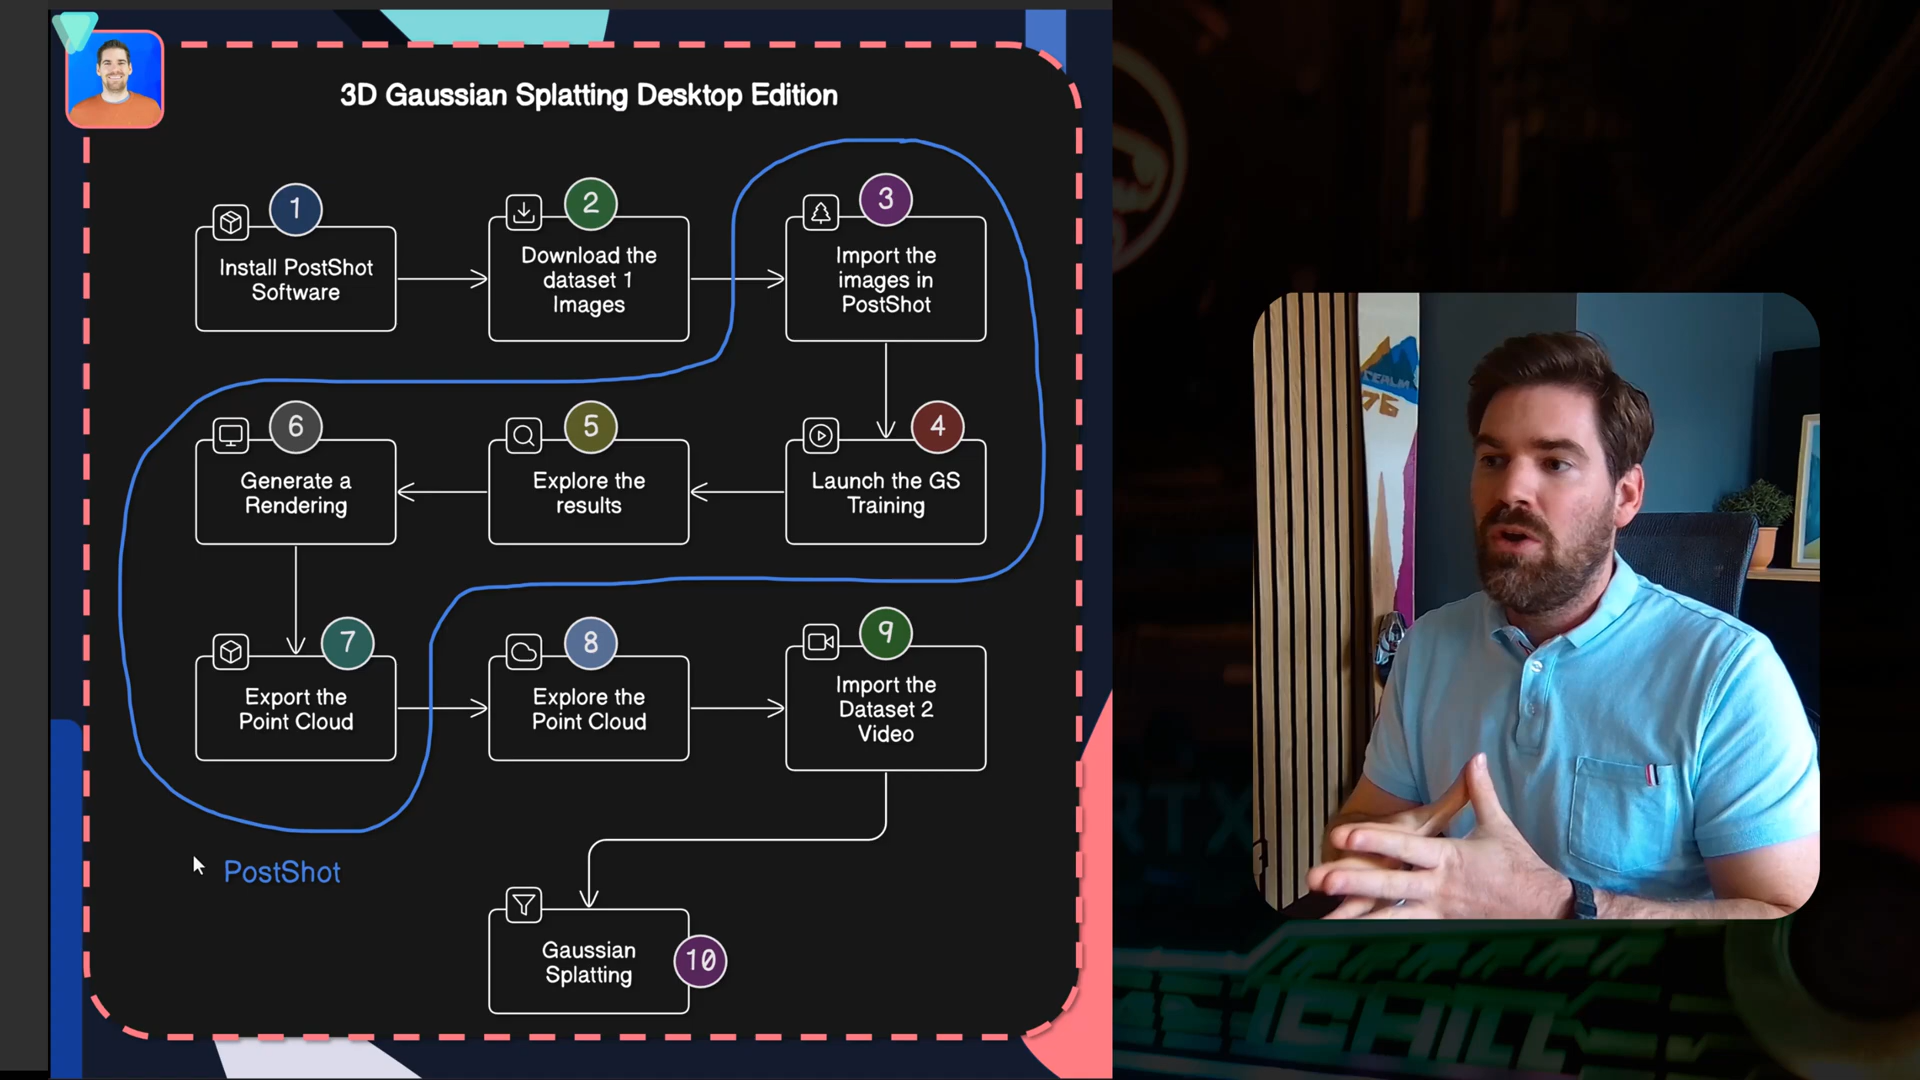 3D Gaussian Splatting Desktop Edition
1
Install PostShot
Software
2
Download the
dataset 1
Images
3
Import the
images in
PostShot
4
Launch the GS
Training
5
Explore the
results
6
Generate a
Rendering
7
Export the
Point Cloud
8
Explore the
Point Cloud
9
Import the
Dataset 2
Video
PostShot
10
Gaussian
Splatting
RTX
76